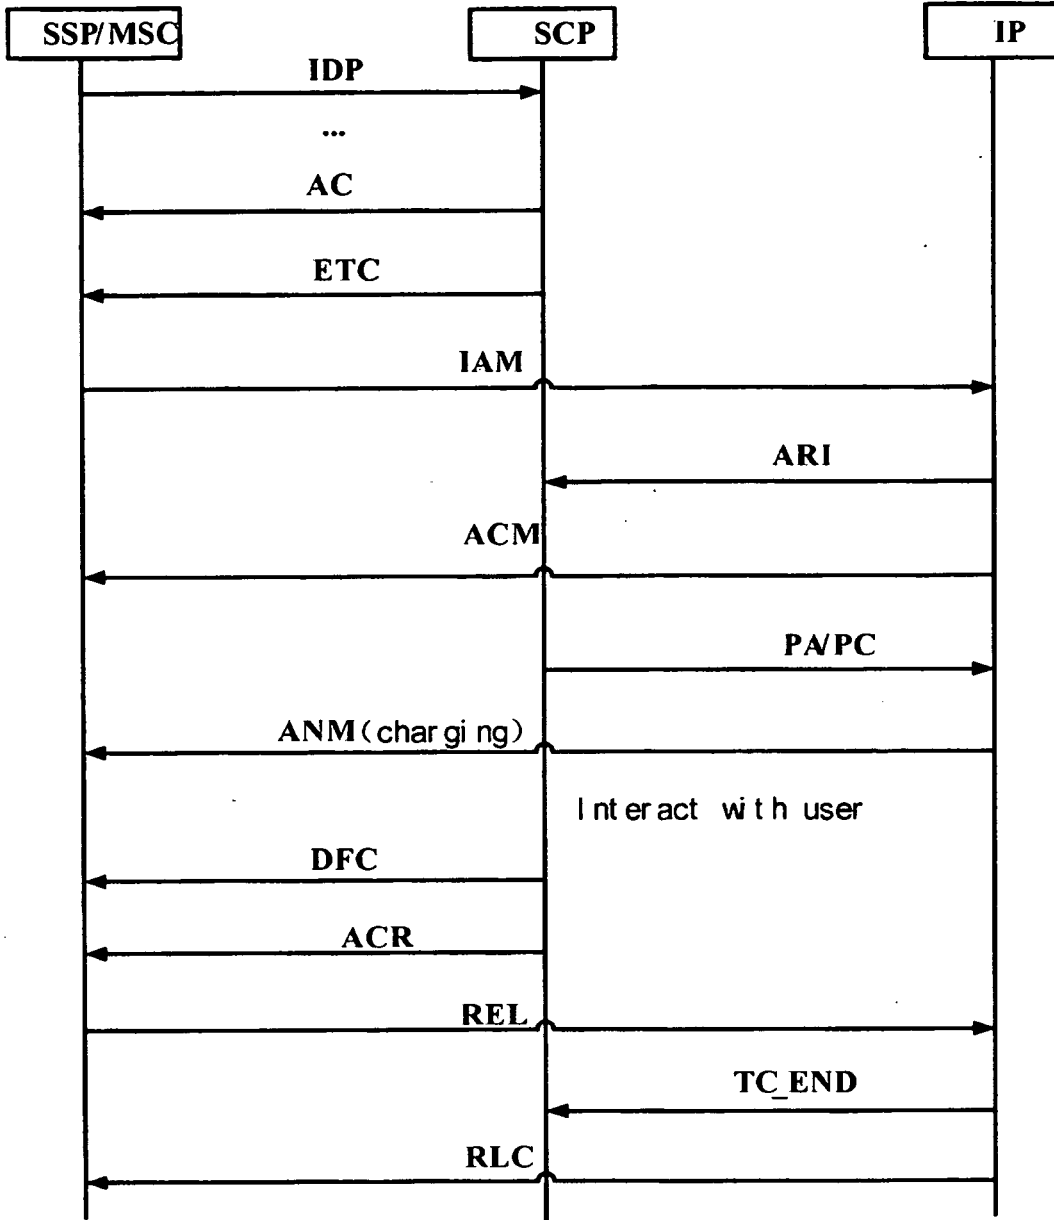 SSP/MSC SCP IP
IDP
...
AC
ETC
IAM
ARI
ACM
PA/PC
ANM(charging)
Interact with user
DFC
ACR
REL
TC_END
RLC